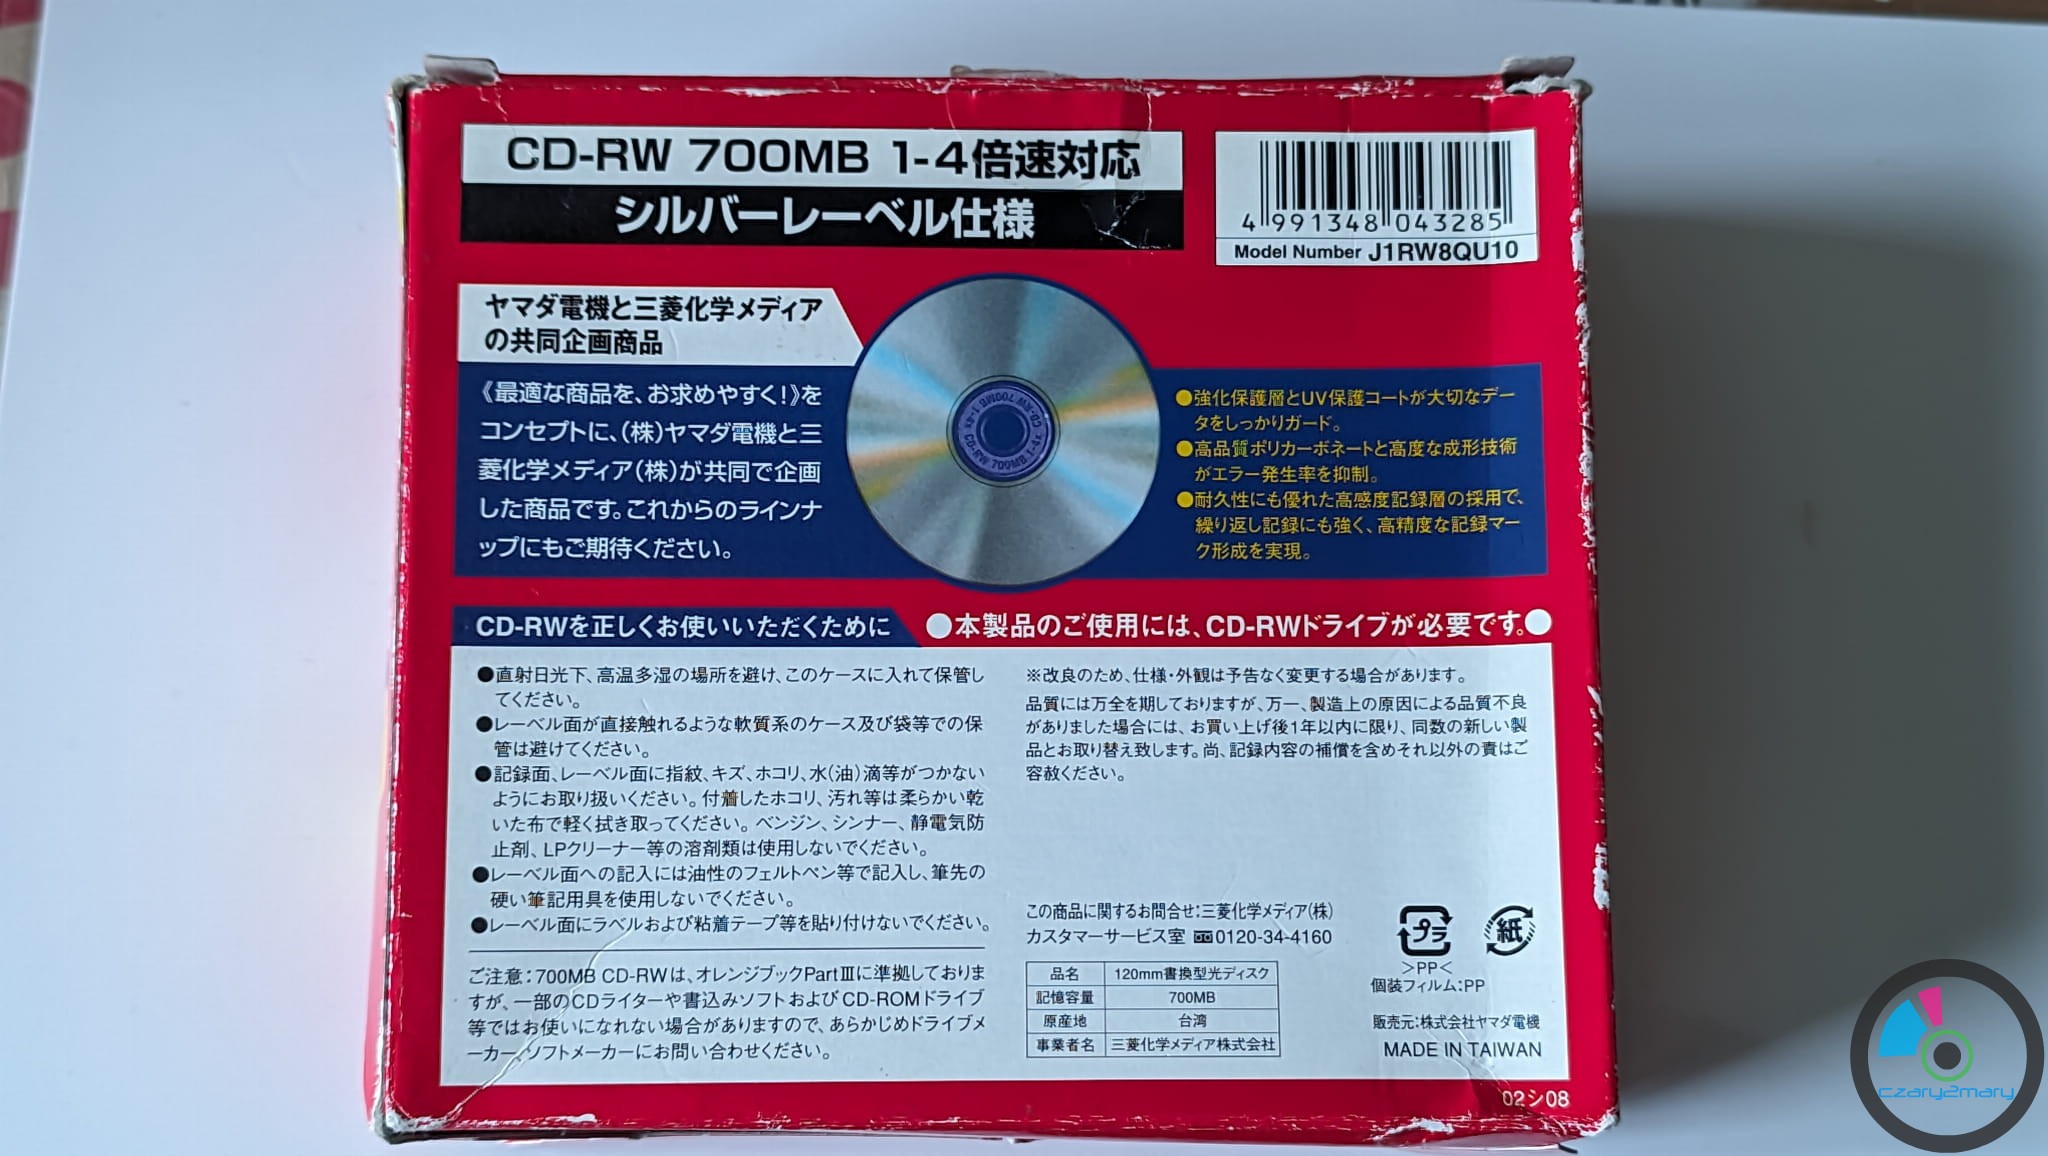 CD-RW 700MB 1-4倍速対応
シルバーレーベル仕様
4 991348 043285
Model Number J1RW8QU10
ヤマダ電機と三菱化学メディア
の共同企画商品
《最適な商品を、お求めやすく!》を
コンセプトに、(株)ヤマダ電機と三
菱化学メディア(株)が共同で企画
した商品です。これからのラインナ
ップにもご期待ください。
CD-RW 700MB 1-4x
CD-RW 700MB 1-4x
●強化保護層とUV保護コートが大切なデー
タをしっかりガード。
●高品質ポリカーボネートと高度な成形技術
がエラー発生率を抑制。
●耐久性にも優れた高感度記録層の採用で、
繰り返し記録にも強く、高精度な記録マー
ク形成を実現。
CD-RWを正しくお使いいただくために
●本製品のご使用には、CD-RWドライブが必要です。●
●直射日光下、高温多湿の場所を避け、このケースに入れて保管し
てください。
●レーベル面が直接触れるような軟質系のケース及び袋等での保
管は避けてください。
●記録面、レーベル面に指紋、キズ、ホコリ、水(油)滴等がつかない
ようにお取り扱いください。付着したホコリ、汚れ等は柔らかい乾
いた布で軽く拭き取ってください。ベンジン、シンナー、静電気防
止剤、LPクリーナー等の溶剤類は使用しないでください。
●レーベル面への記入には油性のフェルトペン等で記入し、筆先の
硬い筆記用具を使用しないでください。
●レーベル面にラベルおよび粘着テープ等を貼り付けないでください。
ご注意:700MB CD-RWは、オレンジブックPartⅢに準拠しておりま
すが、一部のCDライターや書込みソフトおよびCD-ROMドライブ
等ではお使いになれない場合がありますので、あらかじめドライブメ
ーカー、ソフトメーカーにお問い合わせください。
※改良のため、仕様・外観は予告なく変更する場合があります。
品質には万全を期しておりますが、万一、製造上の原因による品質不良
がありました場合には、お買い上げ後1年以内に限り、同数の新しい製
品とお取り替え致します。尚、記録内容の補償を含めそれ以外の責はご
容赦ください。
この商品に関するお問合せ:三菱化学メディア(株)
カスタマーサービス室 0120-34-4160
品名 120mm書換型光ディスク
記憶容量 700MB
原産地 台湾
事業者名 三菱化学メディア株式会社
プラ
紙
>PP<
個装フィルム:PP
販売元:株式会社ヤマダ電機
MADE IN TAIWAN
02シ08
czary2mary